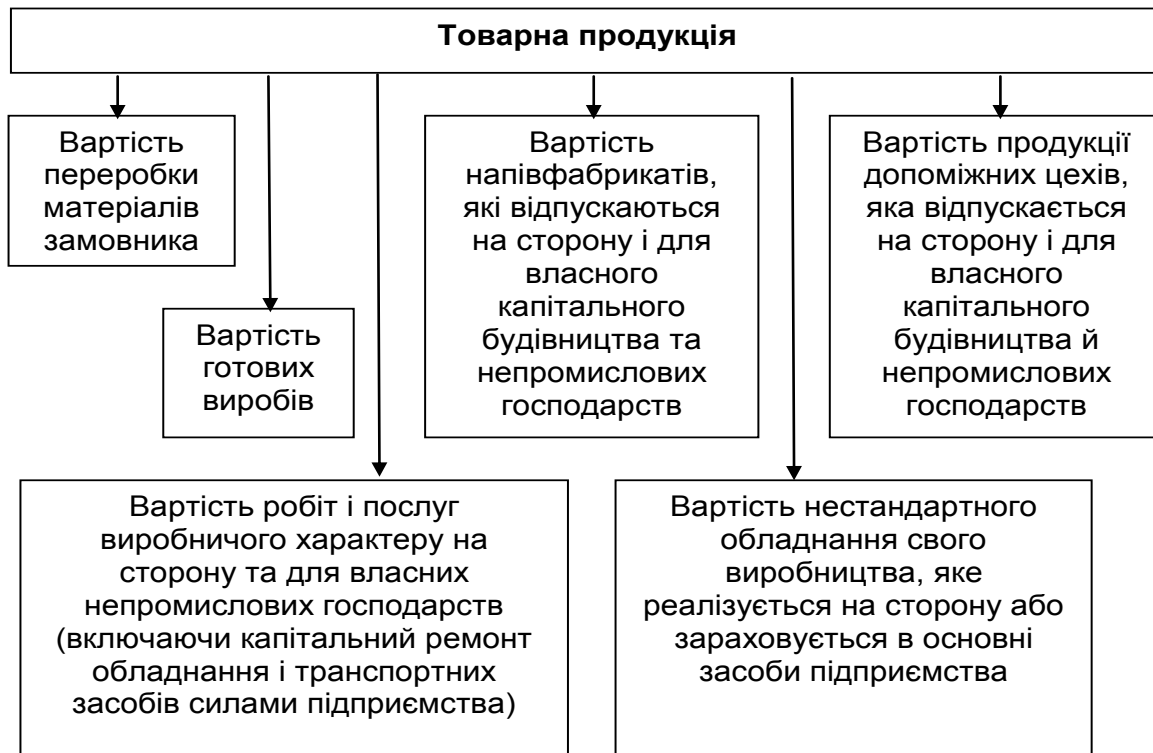 Товарна продукція
Вартість
переробки
матеріалів
замовника
Вартість
готових
виробів
Вартість
напівфабрикатів,
які відпускаються
на сторону і для
власного
капітального
будівництва та
непромислових
господарств
Вартість продукції
допоміжних цехів,
яка відпускається
на сторону і для
власного
капітального
будівництва й
непромислових
господарств
Вартість робіт і послуг
виробничого характеру на
сторону та для власних
непромислових господарств
(включаючи капітальний ремонт
обладнання і транспортних
засобів силами підприємства)
Вартість нестандартного
обладнання свого
виробництва, яке
реалізується на сторону або
зараховується в основні
засоби підприємства